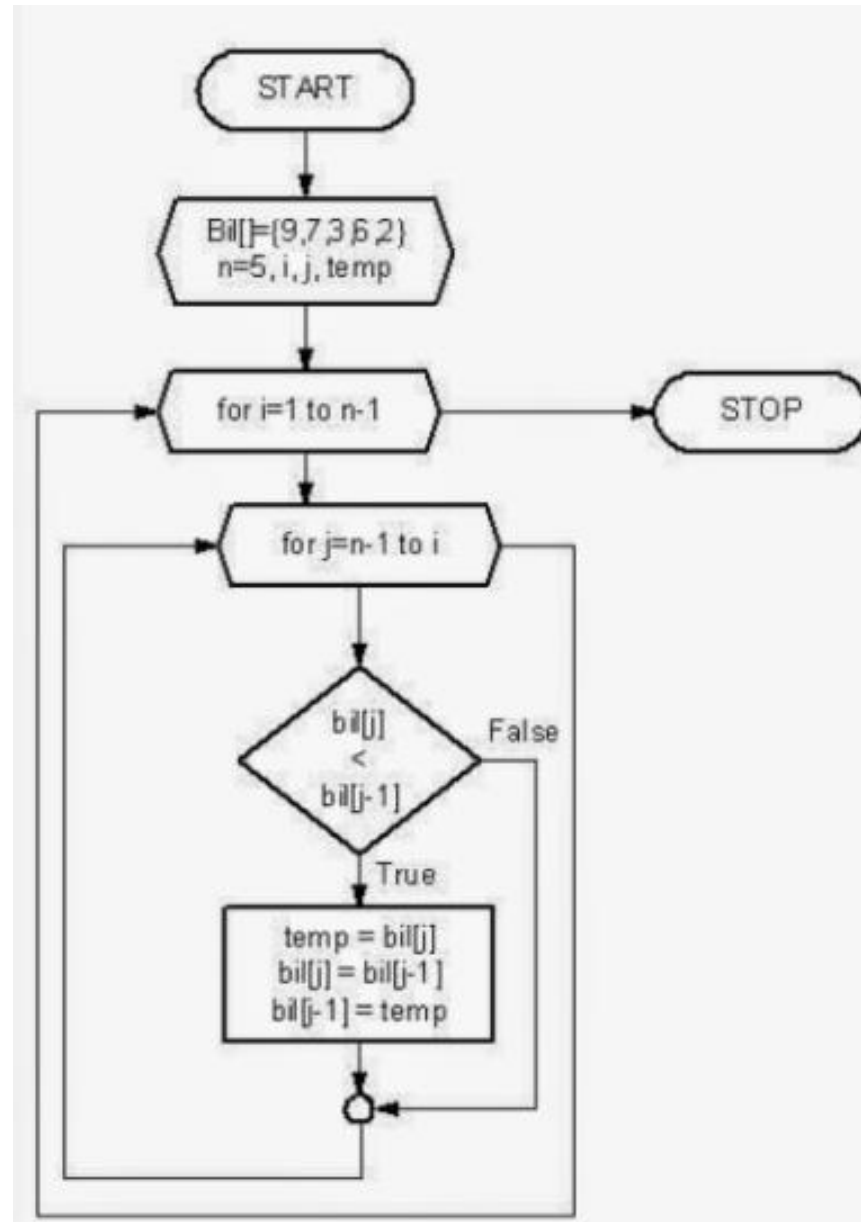 START
Bil[]={9,7,3,6,2}
n=5, i, j, temp
for i=1 to n-1
STOP
for j=n-1 to i
bil[j]
<
bil[j-1]
False
True
temp = bil[j]
bil[j] = bil[j-1]
bil[j-1] = temp